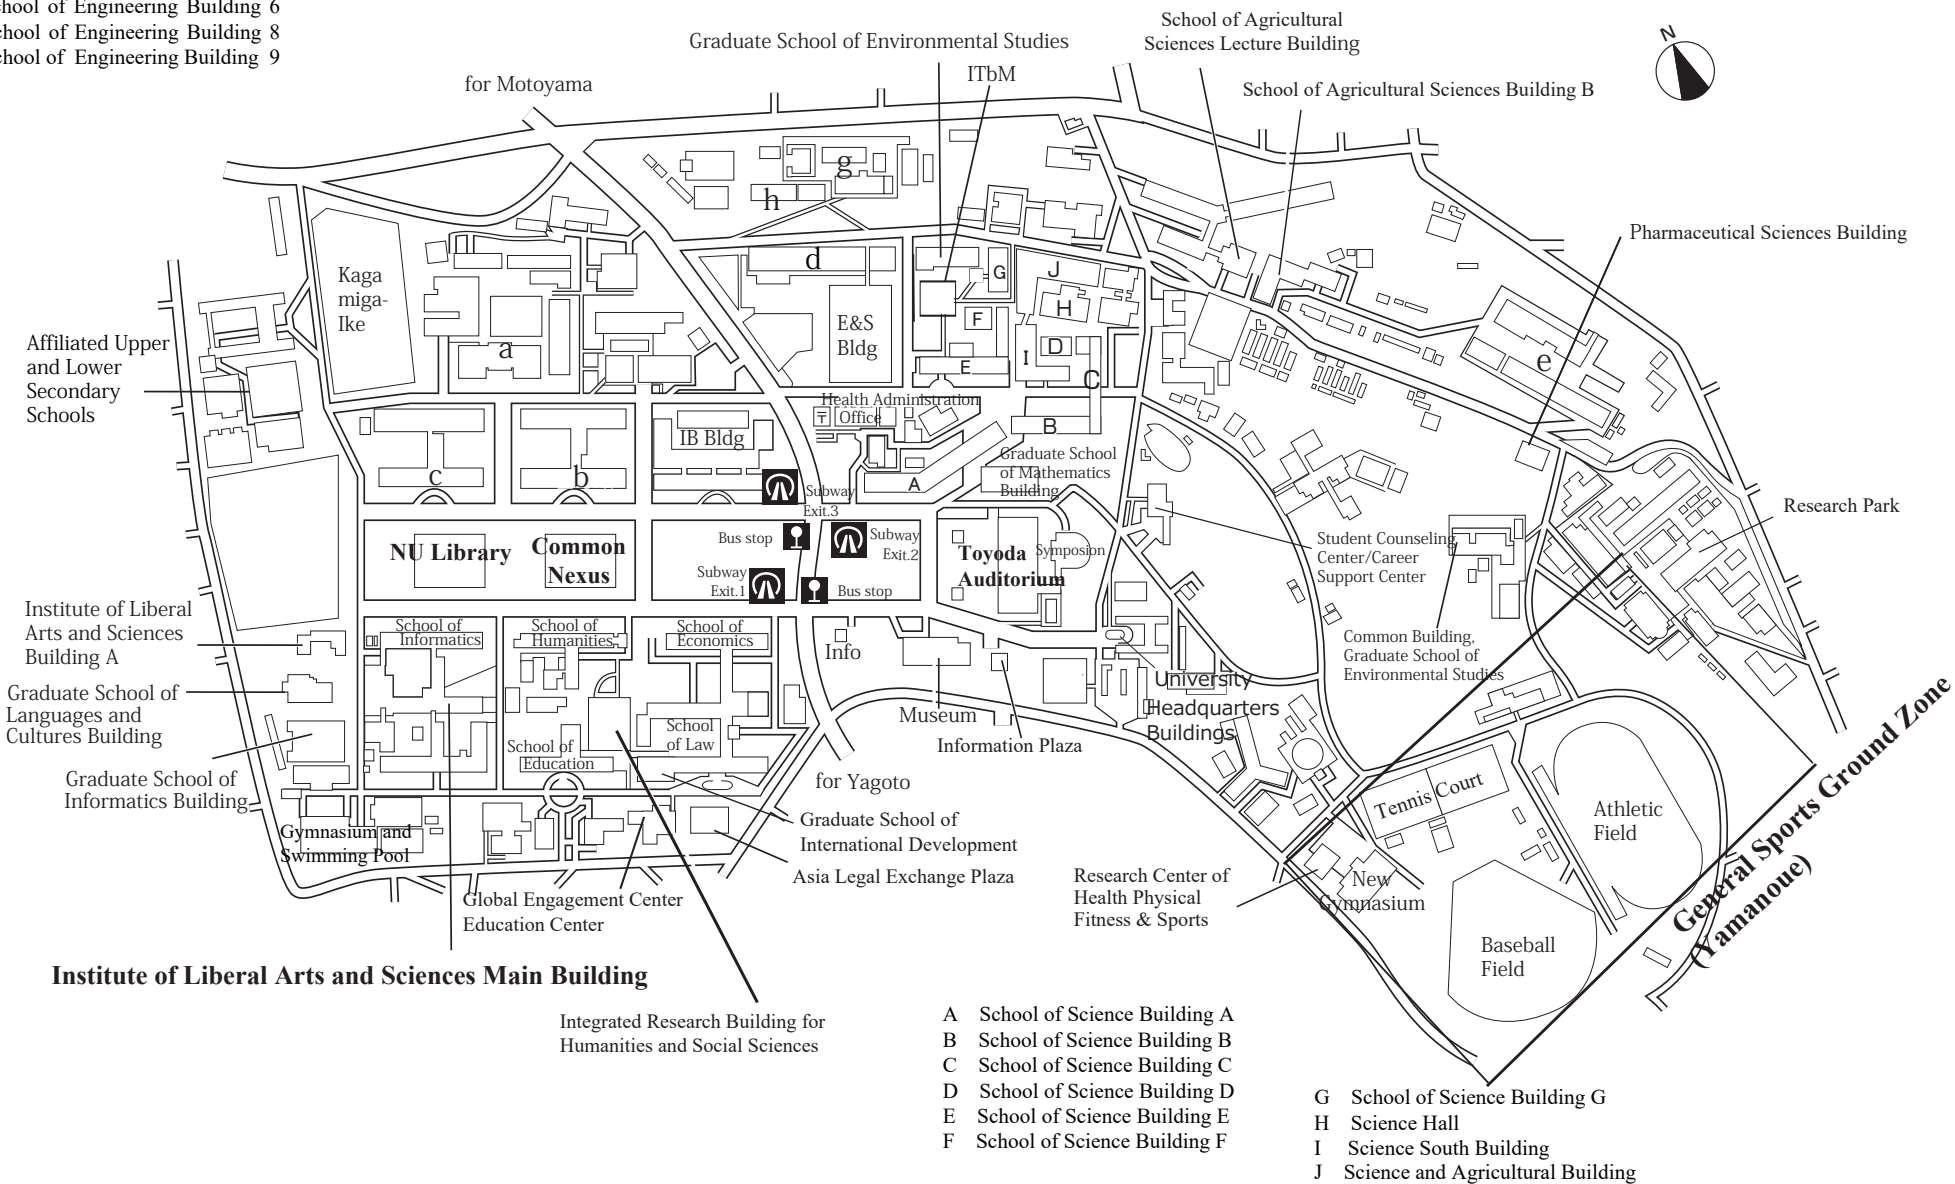 School of Engineering Building 6
School of Engineering Building 8
School of Engineering Building 9
for Motoyama
Graduate School of Environmental Studies
ITbM
School of Agricultural
Sciences Lecture Building
School of Agricultural Sciences Building B
N
Pharmaceutical Sciences Building
g
h
d
G
J
H
F
E
I
D
C
B
A
Kaga
miga-
Ike
a
E&S
Bldg
e
Affiliated Upper
and Lower
Secondary
Schools
Health Administration
〒 Office
IB Bldg
c
b
Graduate School
of Mathematics
Building
Subway
Exit.3
Bus stop
Subway
Exit.2
Subway
Exit.1
Bus stop
NU Library
Common
Nexus
Toyoda
Auditorium
Symposion
Research Park
Student Counseling
Center/Career
Support Center
Common Building,
Graduate School of
Environmental Studies
Institute of Liberal
Arts and Sciences
Building A
School of
Informatics
School of
Humanities
School of
Economics
Info
Museum
Information Plaza
University
Headquarters
Buildings
Graduate School of
Languages and
Cultures Building
School
of Law
School of
Education
Graduate School of
Informatics Building
for Yagoto
Gymnasium and
Swimming Pool
Graduate School of
International Development
Asia Legal Exchange Plaza
Global Engagement Center
Education Center
Tennis Court
Athletic
Field
General Sports Ground Zone
(Yamanoue)
Research Center of
Health Physical
Fitness & Sports
New
Gymnasium
Baseball
Field
Institute of Liberal Arts and Sciences Main Building
Integrated Research Building for
Humanities and Social Sciences
A School of Science Building A
B School of Science Building B
C School of Science Building C
D School of Science Building D
E School of Science Building E
F School of Science Building F
G School of Science Building G
H Science Hall
I Science South Building
J Science and Agricultural Building